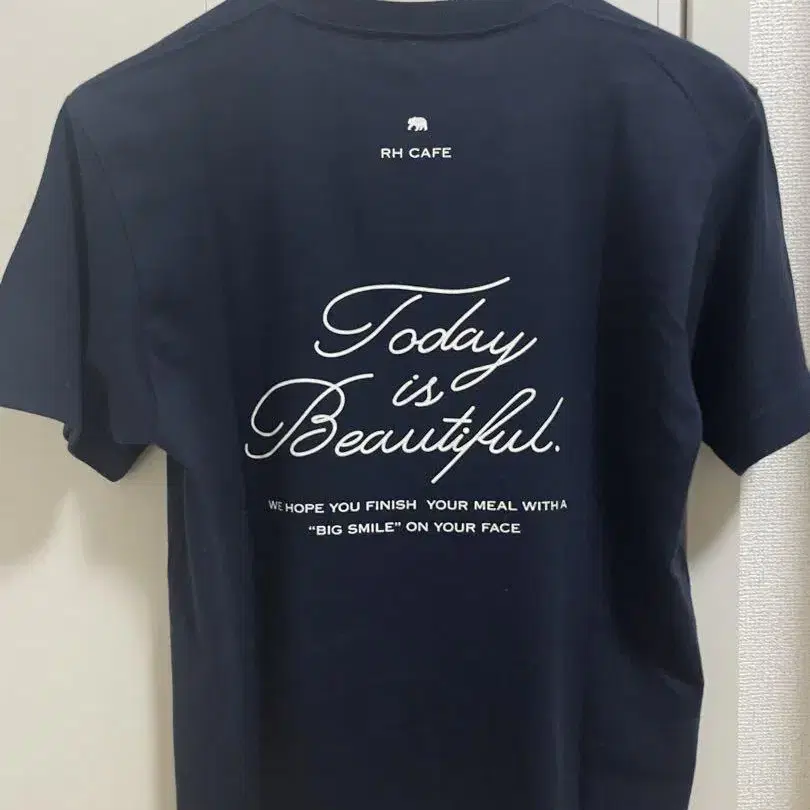 RH CAFE
Today
is
Beautiful.
WE HOPE YOU FINISH YOUR MEAL WITH A
“BIG SMILE” ON YOUR FACE